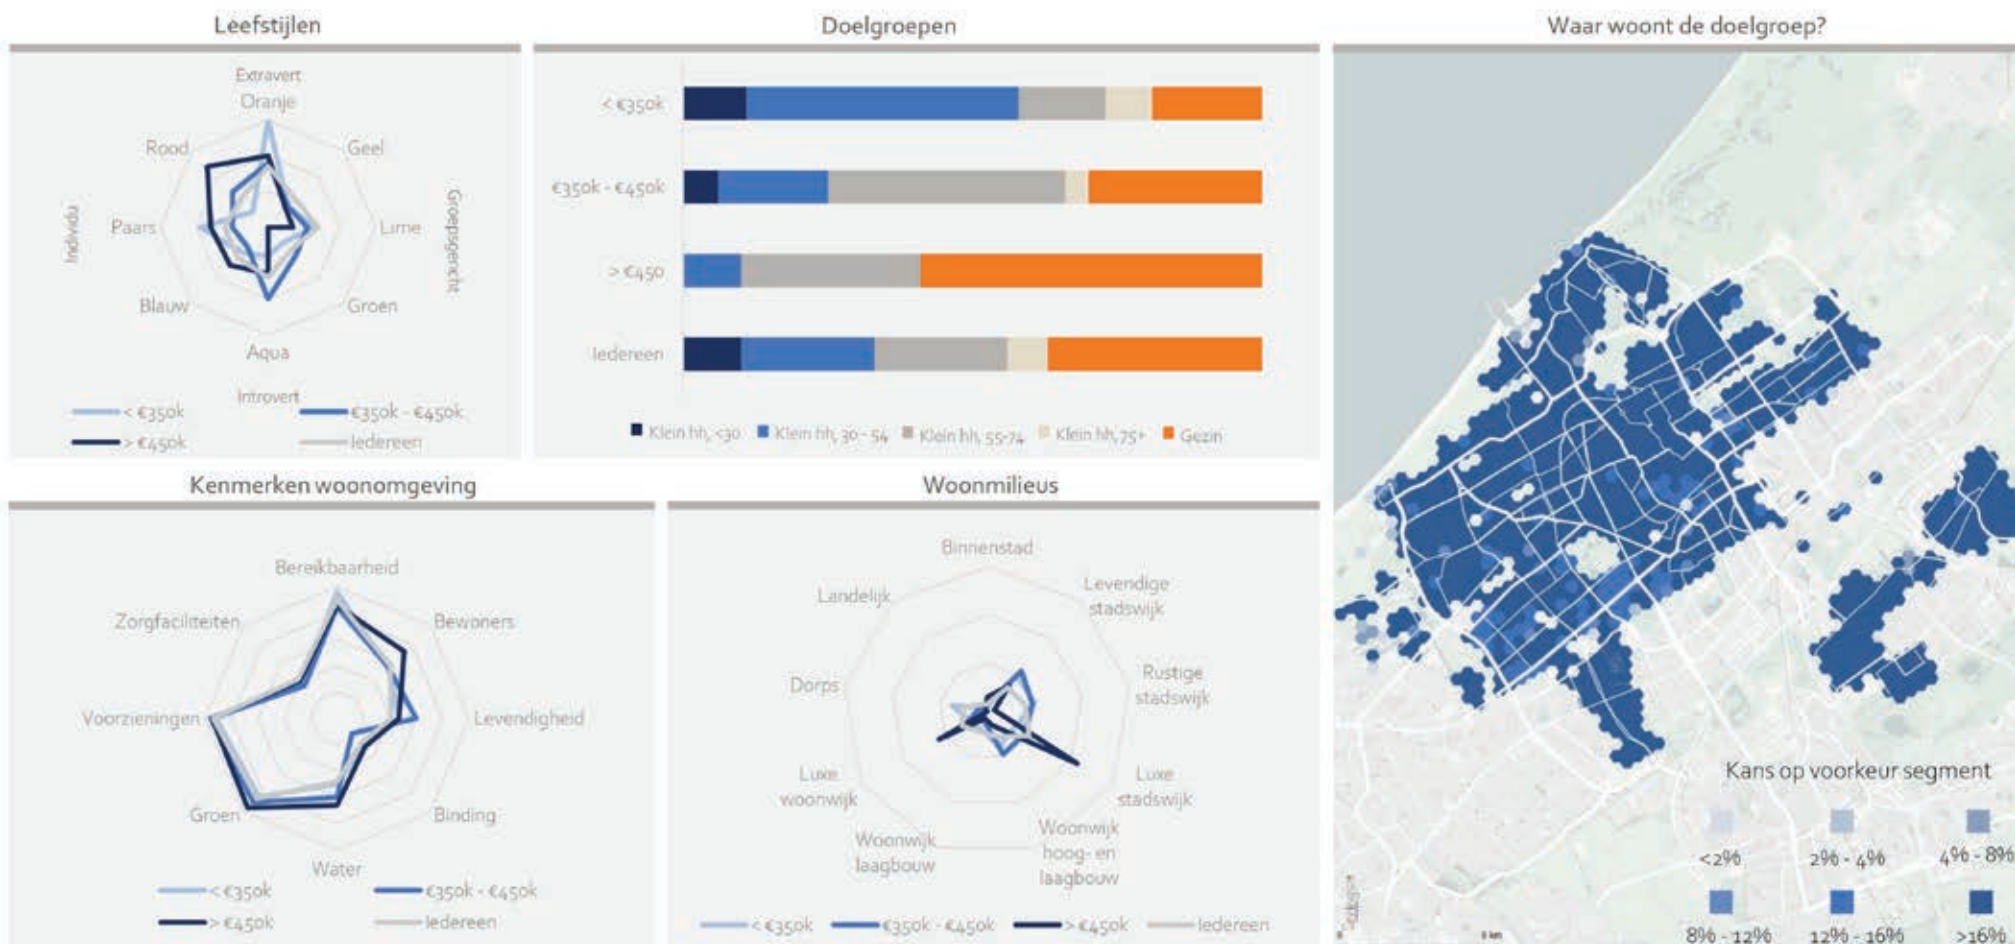 Leefstijlen
Extravert
Oranje
Rood
Geel
Individu
Groepsgericht
Paars
Lime
Blauw
Groen
Aqua
Introvert
< €350k
€350k - €450k
> €450k
Iedereen
Doelgroepen
< €350k
€350k - €450k
> €450
Iedereen
Klein hh, <30
Klein hh, 30 - 54
Klein hh, 55-74
Klein hh, 75+
Gezin
Waar woont de doelgroep?
Kans op voorkeur segment
<2%
2% - 4%
4% - 8%
8% - 12%
12% - 16%
>16%
Kenmerken woonomgeving
Bereikbaarheid
Zorgfaciliteiten
Bewoners
Voorzieningen
Levendigheid
Groen
Binding
Water
< €350k
€350k - €450k
> €450k
Iedereen
Woonmilieus
Binnenstad
Landelijk
Levendige
stadswijk
Dorps
Rustige
stadswijk
Luxe
woonwijk
Luxe
stadswijk
Woonwijk
laagbouw
Woonwijk
hoog- en
laagbouw
< €350k
€350k - €450k
> €450k
Iedereen